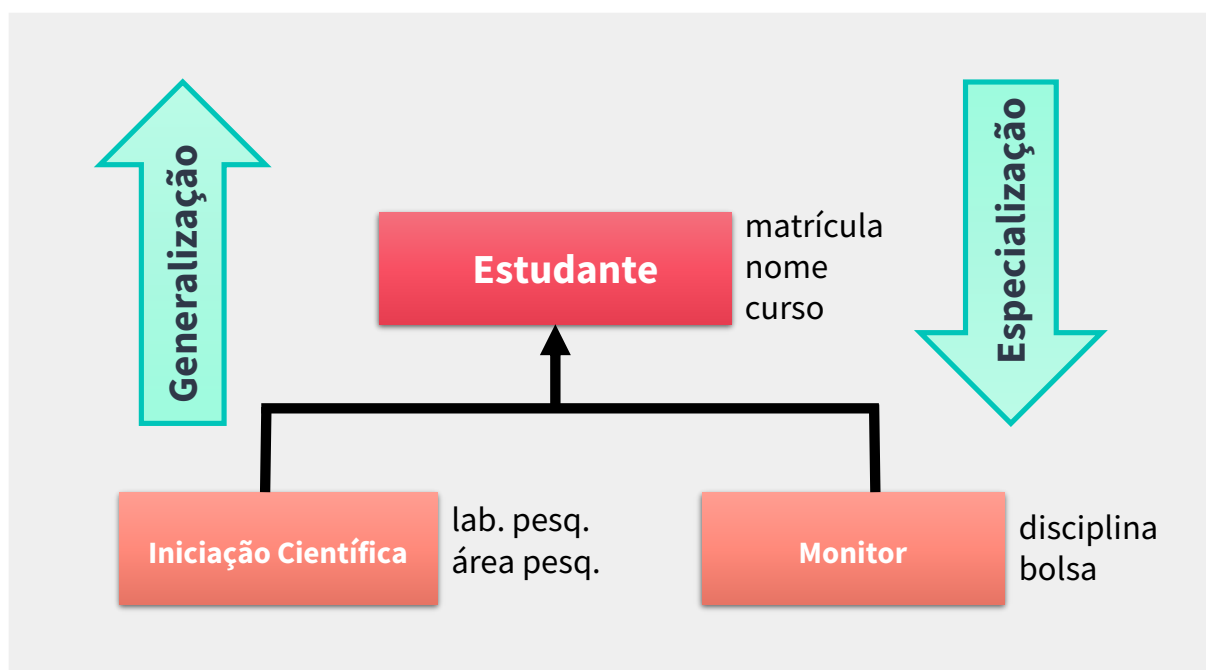 Generalização
Especialização
Estudante
matrícula
nome
curso
Iniciação Científica
lab. pesq.
área pesq.
Monitor
disciplina
bolsa